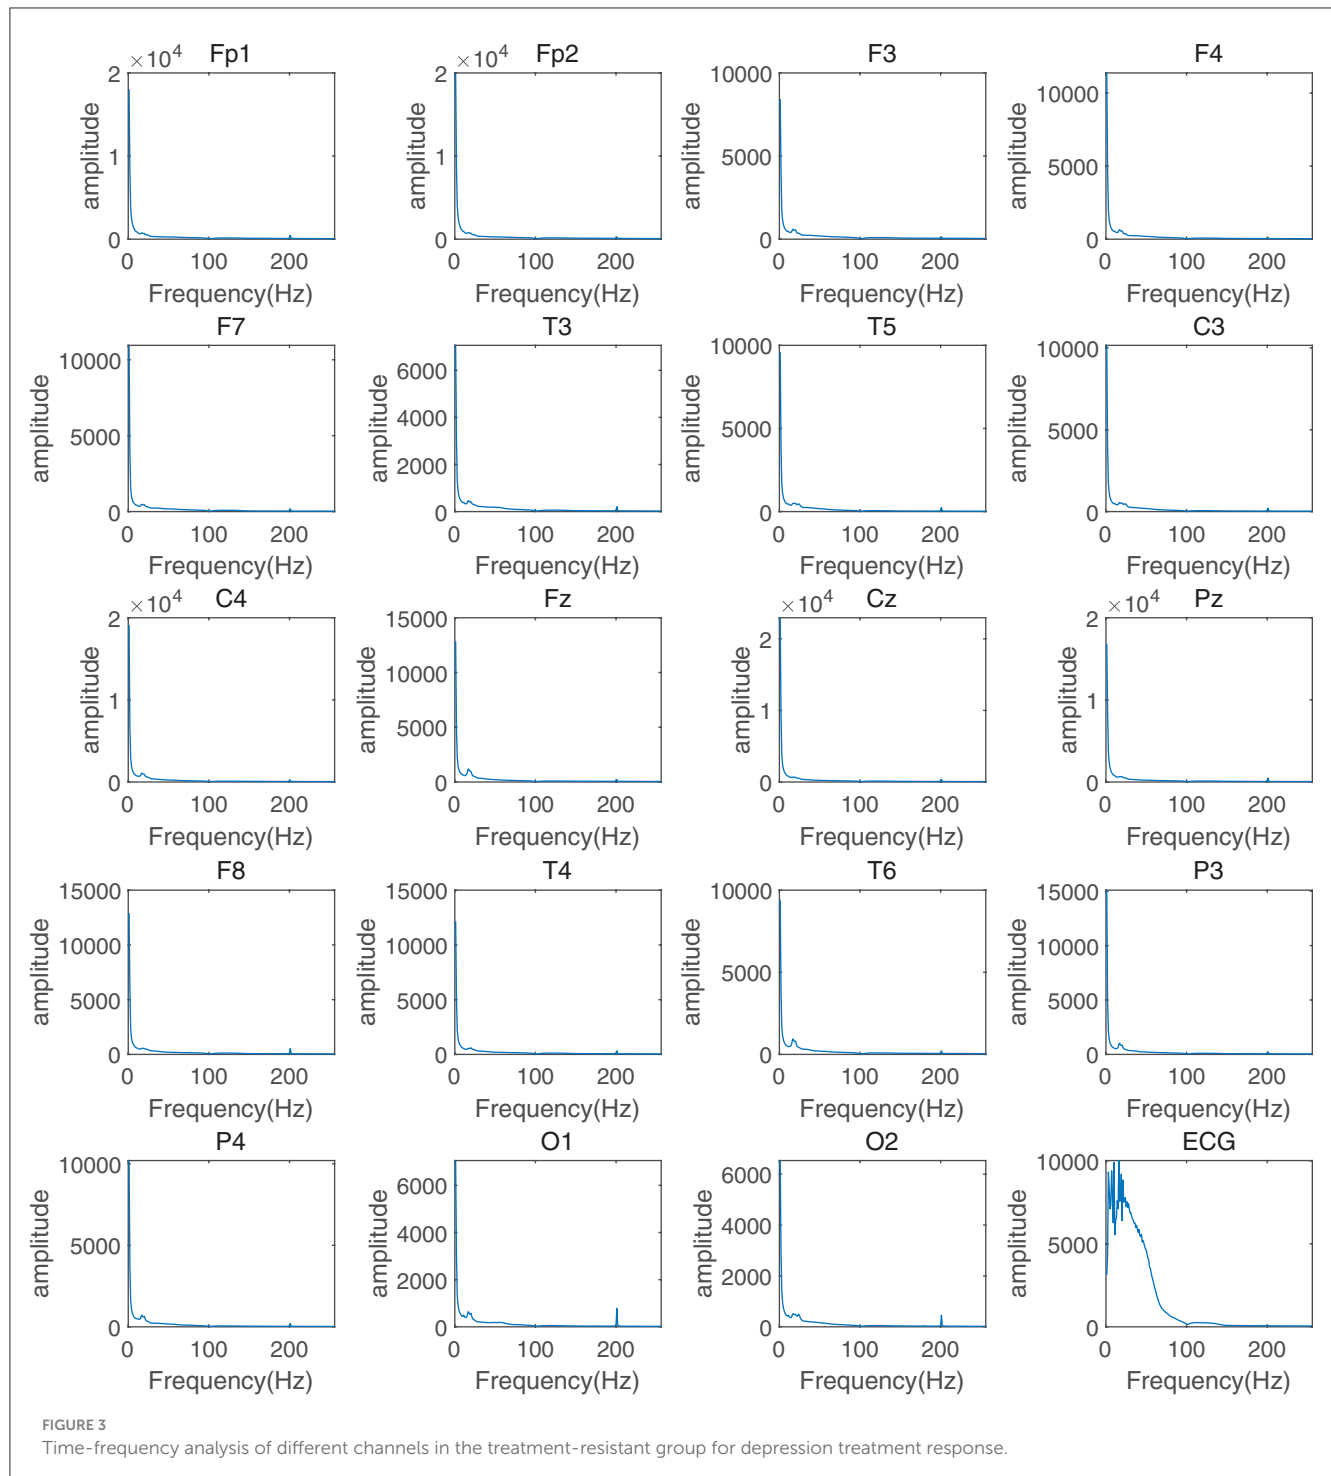 Fp1 Fp2 F3 F4
×10⁴ ×10⁴
2 2 10000 10000
1 1 5000 5000
0 0 0 0
amplitude amplitude amplitude amplitude
0 100 200 0 100 200 0 100 200 0 100 200
Frequency(Hz) Frequency(Hz) Frequency(Hz) Frequency(Hz)
F7 T3 T5 C3
10000 6000 10000 10000
5000 4000 5000 5000
2000
0 0 0 0
amplitude amplitude amplitude amplitude
0 100 200 0 100 200 0 100 200 0 100 200
Frequency(Hz) Frequency(Hz) Frequency(Hz) Frequency(Hz)
C4 Fz Cz Pz
×10⁴ ×10⁴ ×10⁴
2 15000 2 2
10000
1 5000 1 1
0 0 0 0
amplitude amplitude amplitude amplitude
0 100 200 0 100 200 0 100 200 0 100 200
Frequency(Hz) Frequency(Hz) Frequency(Hz) Frequency(Hz)
F8 T4 T6 P3
15000 15000 10000 15000
10000 10000 5000 10000
5000 5000 5000
0 0 0 0
amplitude amplitude amplitude amplitude
0 100 200 0 100 200 0 100 200 0 100 200
Frequency(Hz) Frequency(Hz) Frequency(Hz) Frequency(Hz)
P4 O1 O2 ECG
10000 6000 6000 10000
5000 4000 4000 5000
2000 2000
0 0 0 0
amplitude amplitude amplitude amplitude
0 100 200 0 100 200 0 100 200 0 100 200
Frequency(Hz) Frequency(Hz) Frequency(Hz) Frequency(Hz)
FIGURE 3
Time-frequency analysis of different channels in the treatment-resistant group for depression treatment response.